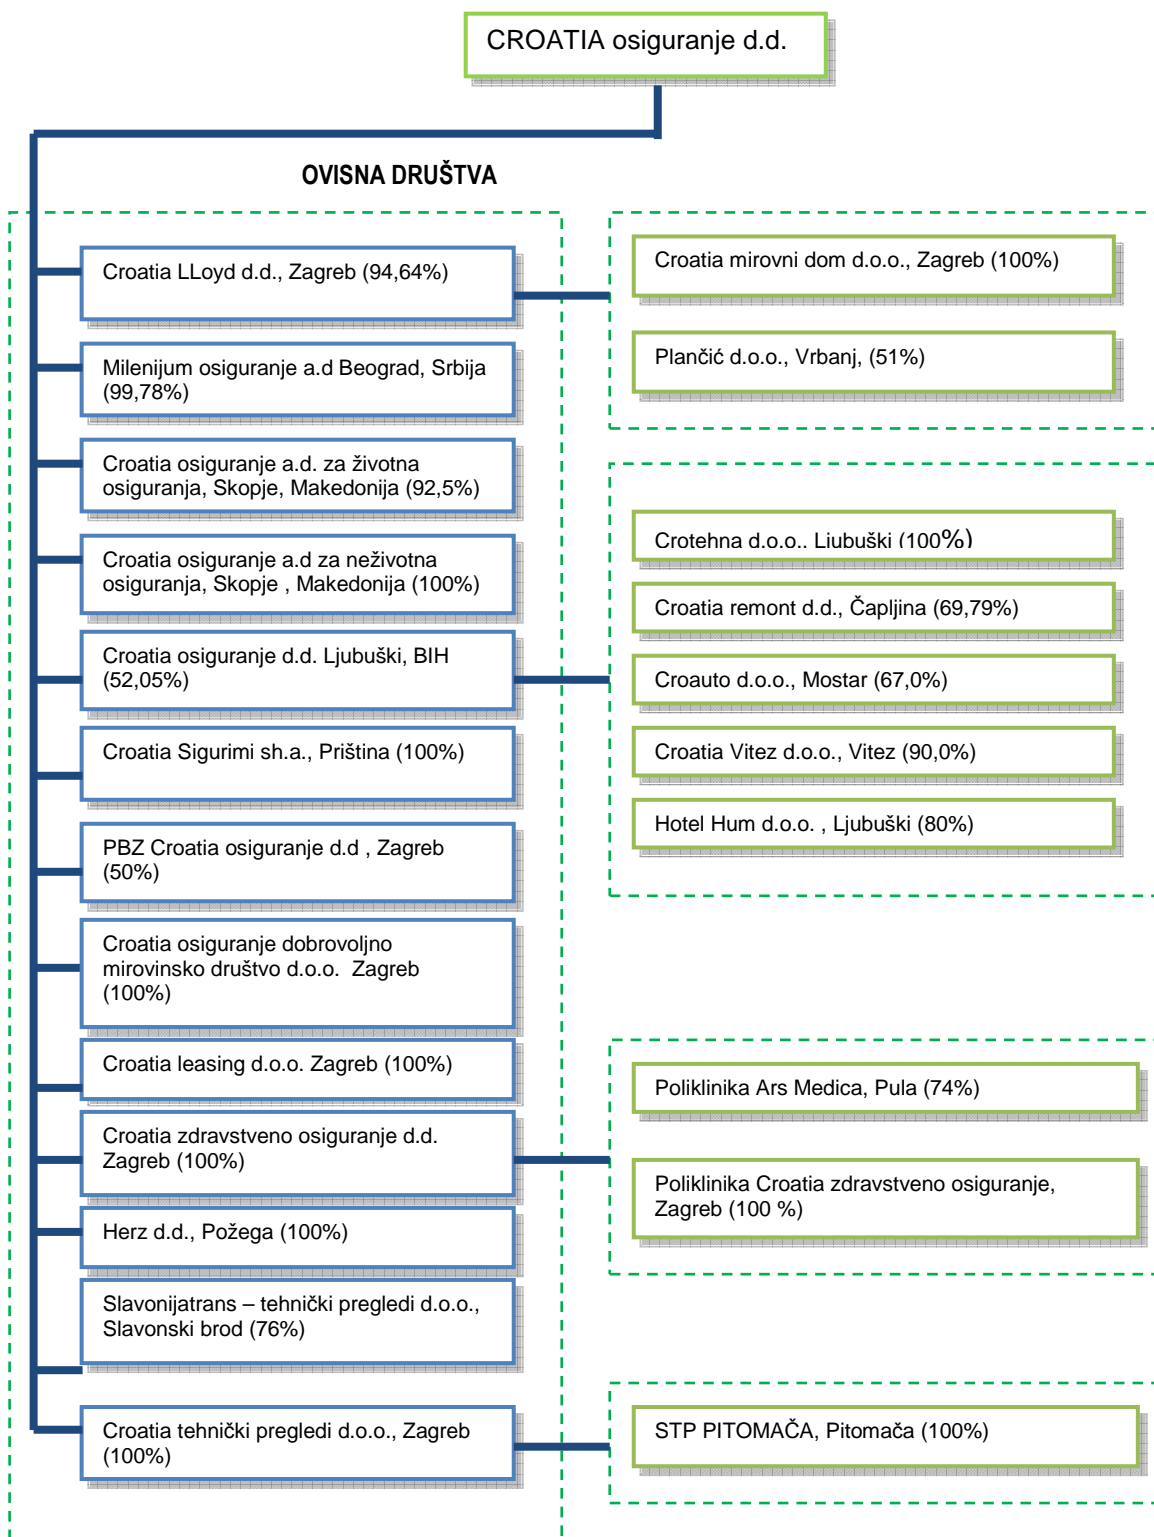 CROATIA osiguranje d.d.
OVISNA DRUŠTVA
Croatia LLoyd d.d., Zagreb (94,64%)
Milenijum osiguranje a.d Beograd, Srbija
(99,78%)
Croatia osiguranje a.d. za životna
osiguranja, Skopje, Makedonija (92,5%)
Croatia osiguranje a.d za neživotna
osiguranja, Skopje , Makedonija (100%)
Croatia osiguranje d.d. Ljubuški, BIH
(52,05%)
Croatia Sigurimi sh.a., Priština (100%)
PBZ Croatia osiguranje d.d , Zagreb
(50%)
Croatia osiguranje dobrovoljno
mirovinsko društvo d.o.o. Zagreb
(100%)
Croatia leasing d.o.o. Zagreb (100%)
Croatia zdravstveno osiguranje d.d.
Zagreb (100%)
Herz d.d., Požega (100%)
Slavonijatrans – tehnički pregledi d.o.o.,
Slavonski brod (76%)
Croatia tehnički pregledi d.o.o., Zagreb
(100%)
Croatia mirovni dom d.o.o., Zagreb (100%)
Plančić d.o.o., Vrbanj, (51%)
Crotehna d.o.o., Ljubuški (100%)
Croatia remont d.d., Čapljina (69,79%)
Croauto d.o.o., Mostar (67,0%)
Croatia Vitez d.o.o., Vitez (90,0%)
Hotel Hum d.o.o. , Ljubuški (80%)
Poliklinika Ars Medica, Pula (74%)
Poliklinika Croatia zdravstveno osiguranje,
Zagreb (100 %)
STP PITOMAČA, Pitomača (100%)